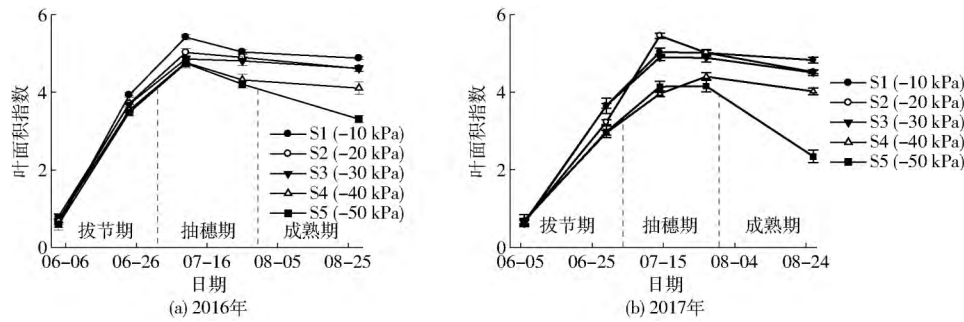 6
4
2
0
叶面积指数
S1 (−10 kPa)
S2 (−20 kPa)
S3 (−30 kPa)
S4 (−40 kPa)
S5 (−50 kPa)
拔节期
抽穗期
成熟期
06−06
06−26
07−16
08−05
08−25
日期
(a) 2016年
6
4
2
0
叶面积指数
S1 (−10 kPa)
S2 (−20 kPa)
S3 (−30 kPa)
S4 (−40 kPa)
S5 (−50 kPa)
拔节期
抽穗期
成熟期
06−05
06−25
07−15
08−04
08−24
日期
(b) 2017年